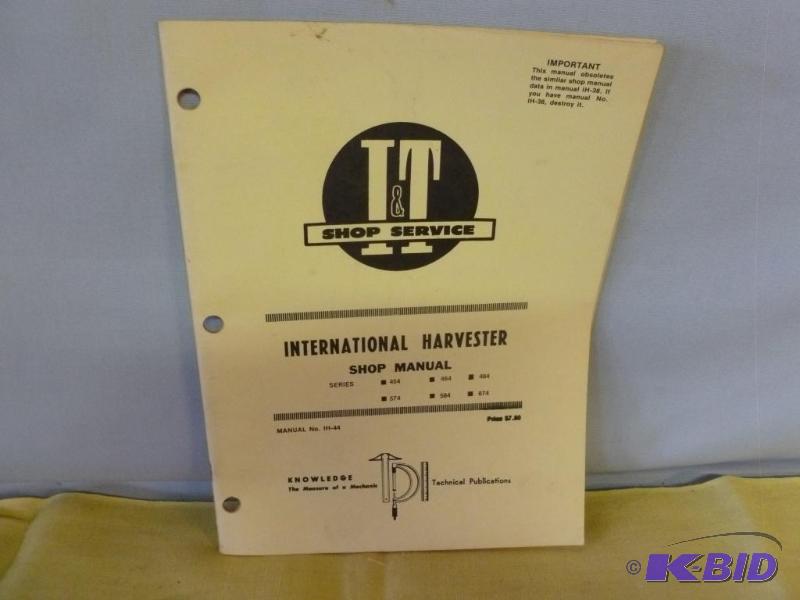 IMPORTANT
This manual obsoletes
the similar shop manual
data in manual IH-38. If
you have manual No.
IH-38, destroy it.
I&T
SHOP SERVICE
INTERNATIONAL HARVESTER
SHOP MANUAL
SERIES ■ 454 ■ 464 ■ 484
■ 574 ■ 584 ■ 674
MANUAL No. IH-44
KNOWLEDGE
The Measure of a Mechanic
Technical Publications
© K-BID